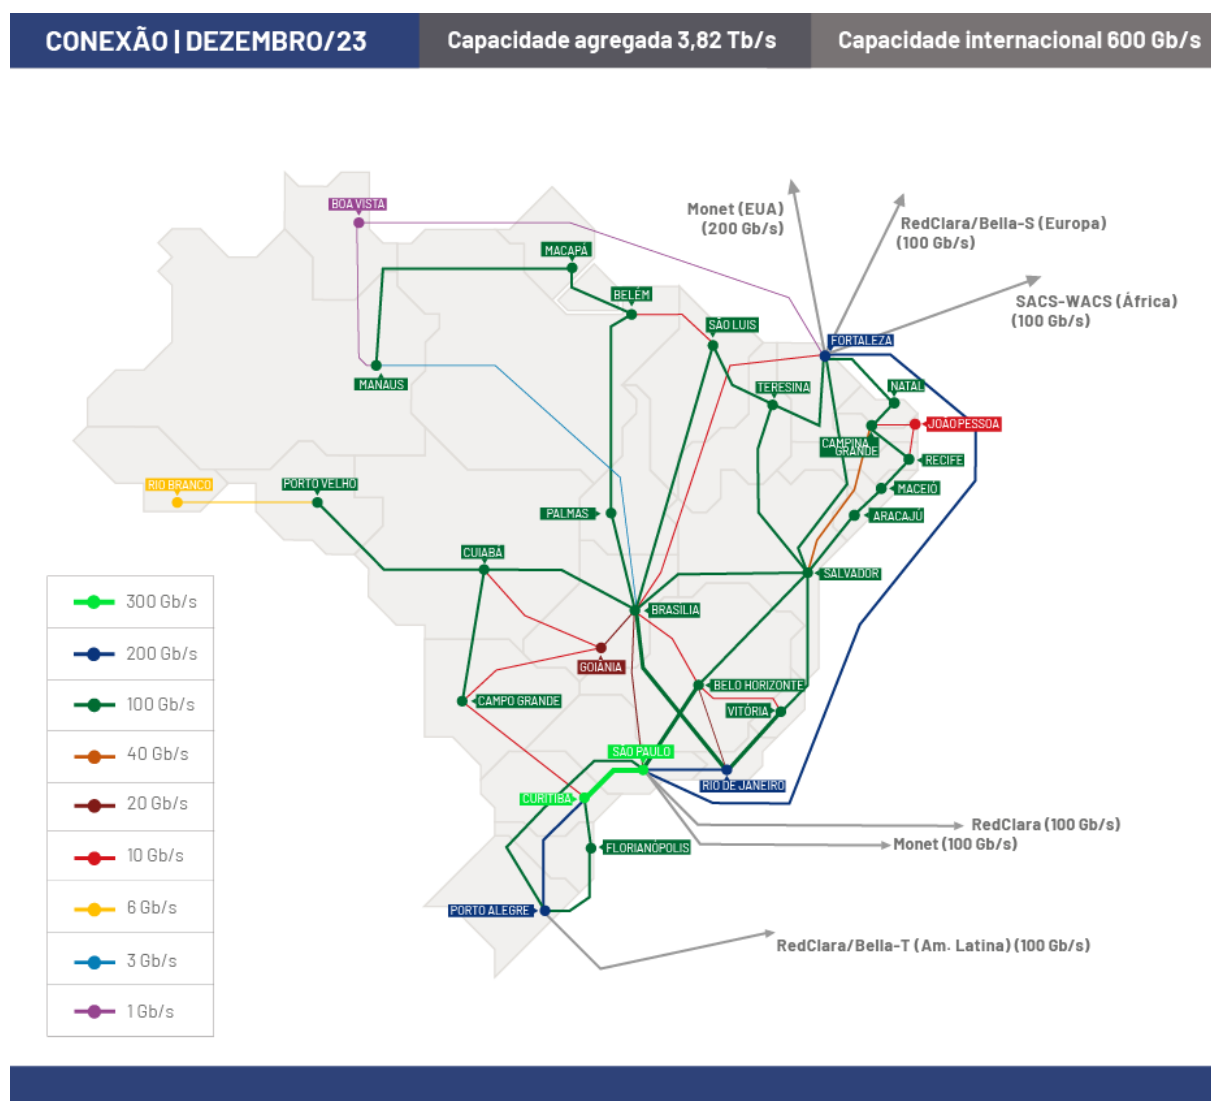 CONEXÃO | DEZEMBRO/23
Capacidade agregada 3,82 Tb/s
Capacidade internacional 600 Gb/s
Monet (EUA)
(200 Gb/s)
RedClara/Bella-S (Europa)
(100 Gb/s)
SACS-WACS (África)
(100 Gb/s)
BOA VISTA
MACAPÁ
BELÉM
SÃO LUIS
FORTALEZA
MANAUS
TERESINA
NATAL
JOÃO PESSOA
CAMPINA
GRANDE
RECIFE
RIO BRANCO
PORTO VELHO
MACEIÓ
PALMAS
ARACAJÚ
CUIABÁ
SALVADOR
BRASÍLIA
GOIÂNIA
BELO HORIZONTE
CAMPO GRANDE
VITÓRIA
SÃO PAULO
RIO DE JANEIRO
CURITIBA
FLORIANÓPOLIS
PORTO ALEGRE
RedClara (100 Gb/s)
Monet (100 Gb/s)
RedClara/Bella-T (Am. Latina) (100 Gb/s)
300 Gb/s
200 Gb/s
100 Gb/s
40 Gb/s
20 Gb/s
10 Gb/s
6 Gb/s
3 Gb/s
1 Gb/s